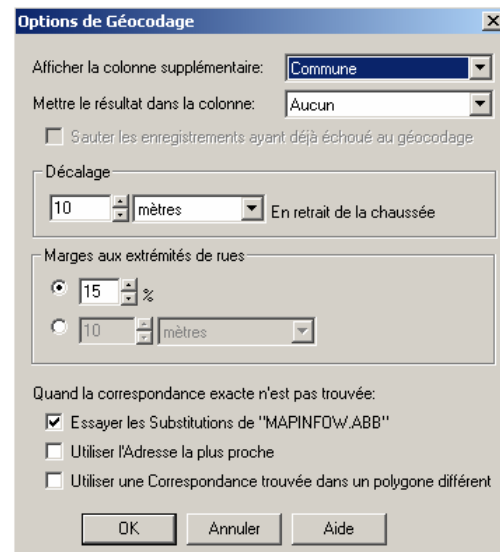 Options de Géocodage
Afficher la colonne supplémentaire: Commune
Mettre le résultat dans la colonne: Aucun
Sauter les enregistrements ayant déjà échoué au géocodage
Décalage
10 mètres En retrait de la chaussée
Marges aux extrémités de rues
15 %
10 mètres
Quand la correspondance exacte n'est pas trouvée:
Essayer les Substitutions de "MAPINFOW.ABB"
Utiliser l'Adresse la plus proche
Utiliser une Correspondance trouvée dans un polygone différent
OK Annuler Aide